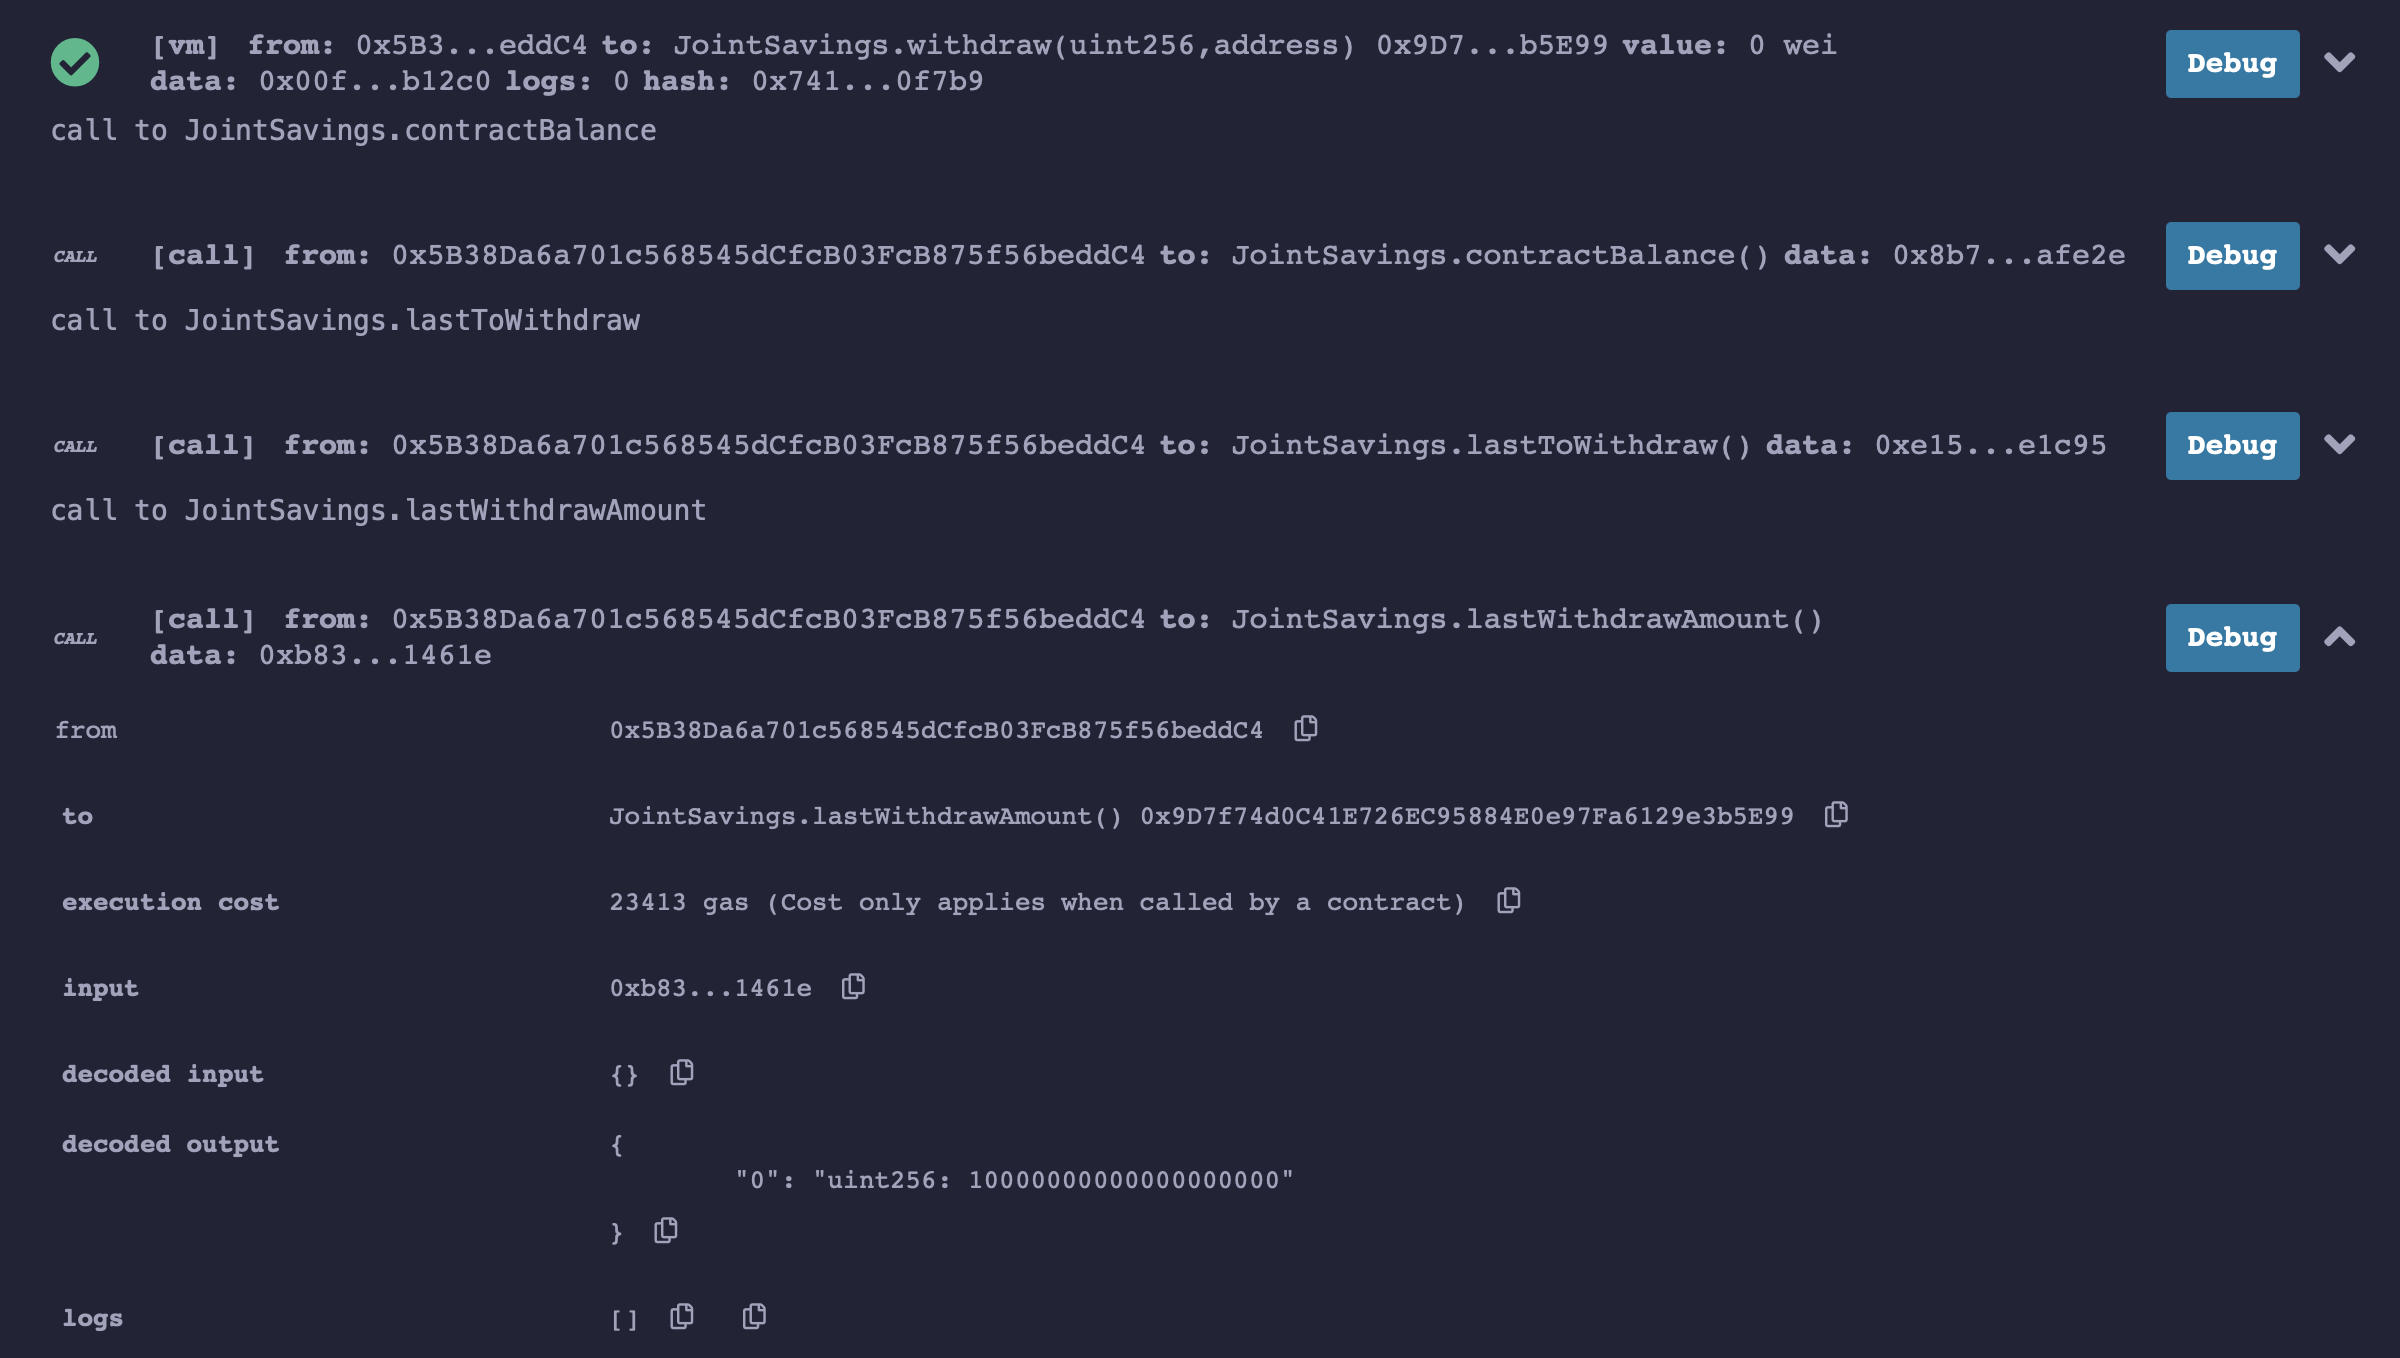 [vm] from: 0x5B3...eddC4 to: JointSavings.withdraw(uint256,address) 0x9D7...b5E99 value: 0 wei
data: 0x00f...b12c0 logs: 0 hash: 0x741...0f7b9
Debug
call to JointSavings.contractBalance
CALL [call] from: 0x5B38Da6a701c568545dCfcB03FcB875f56beddC4 to: JointSavings.contractBalance() data: 0x8b7...afe2e Debug
call to JointSavings.lastToWithdraw
CALL [call] from: 0x5B38Da6a701c568545dCfcB03FcB875f56beddC4 to: JointSavings.lastToWithdraw() data: 0xe15...e1c95 Debug
call to JointSavings.lastWithdrawAmount
CALL [call] from: 0x5B38Da6a701c568545dCfcB03FcB875f56beddC4 to: JointSavings.lastWithdrawAmount()
data: 0xb83...1461e
Debug
from 0x5B38Da6a701c568545dCfcB03FcB875f56beddC4
to JointSavings.lastWithdrawAmount() 0x9D7f74d0C41E726EC95884E0e97Fa6129e3b5E99
execution cost 23413 gas (Cost only applies when called by a contract)
input 0xb83...1461e
decoded input {}
decoded output {
"0": "uint256: 10000000000000000000"
}
logs []